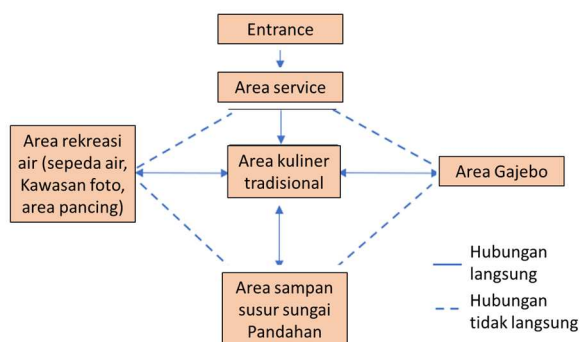 Entrance
Area service
Area rekreasi
air (sepeda air,
Kawasan foto,
area pancing)
Area kuliner
tradisional
Area Gajebo
Area sampan
susur sungai
Pandahan
Hubungan
langsung
Hubungan
tidak langsung